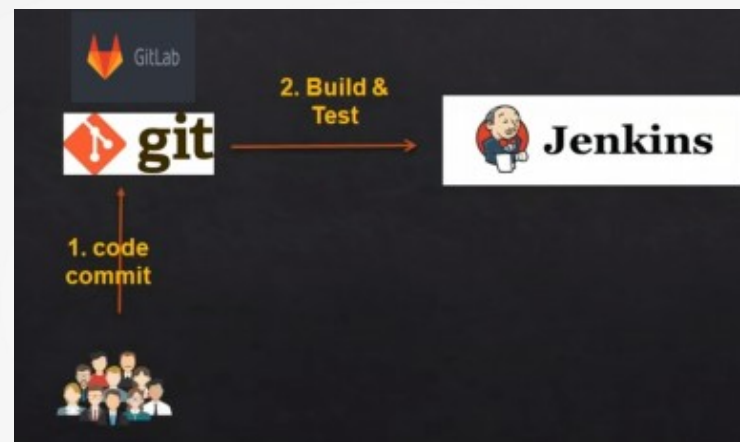 GitLab
git
2. Build &
Test
Jenkins
1. code
commit